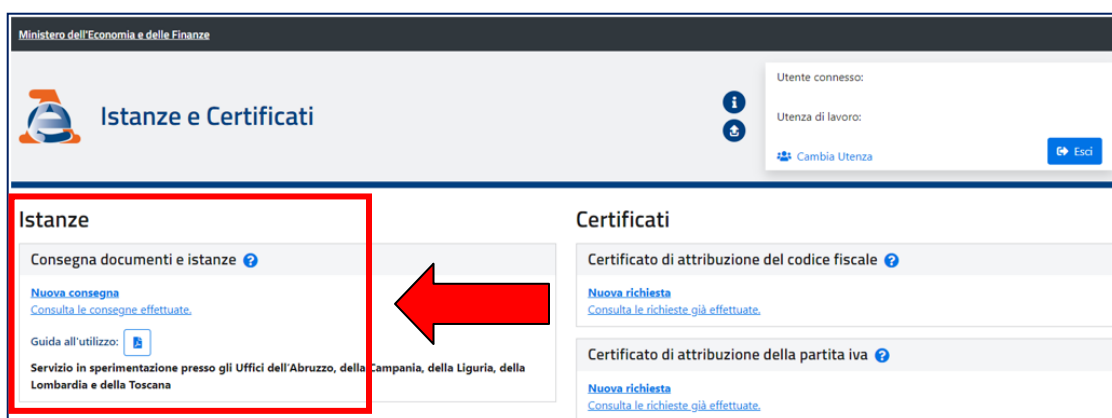 Ministero dell'Economia e delle Finanze
Istanze e Certificati
Utente connesso:
Utenza di lavoro:
Cambia Utenza
Esci
Istanze
Consegna documenti e istanze ?
Nuova consegna
Consulta le consegne effettuate.
Guida all'utilizzo:
Servizio in sperimentazione presso gli Uffici dell'Abruzzo, della Campania, della Liguria, della
Lombardia e della Toscana
Certificati
Certificato di attribuzione del codice fiscale ?
Nuova richiesta
Consulta le richieste già effettuate.
Certificato di attribuzione della partita iva ?
Nuova richiesta
Consulta le richieste già effettuate.